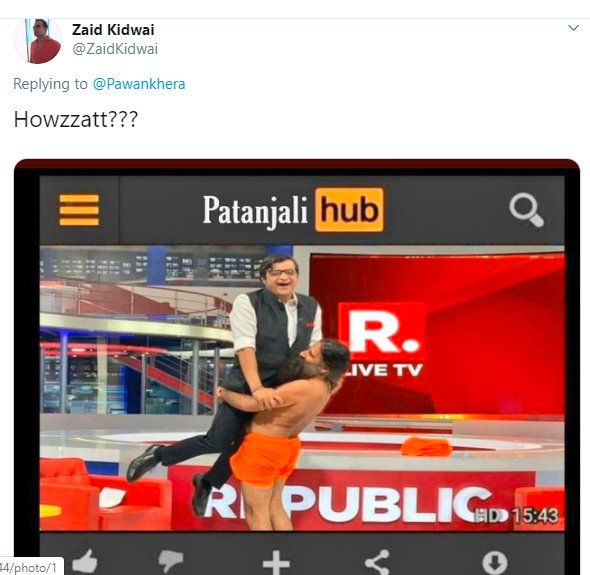 Zaid Kidwai
@ZaidKidwai
Replying to @Pawankhera
Howzzatt???
Patanjali hub
R.
LIVE TV
REPUBLIC.
HD 15:43
44/photo/1